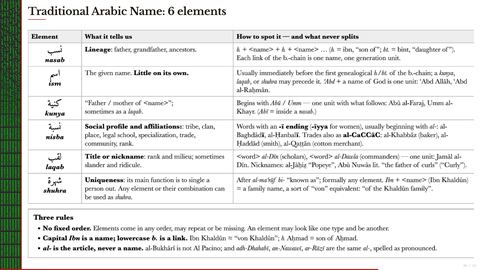 Traditional Arabic Name: 6 elements
Element What it tells us How to spot it — and what never splits
نسب
nasab
Lineage: father, grandfather, ancestors.
b. + <name> + b. + <name> … (b. = ibn, "son of"; bt. = bint, "daughter of").
Each link of the b.-chain is one name, one generation unit.
اسم
ism
The given name. Little on its own.
Usually immediately before the first genealogical b./bt. of the b.-chain; a kunya,
laqab, or shuhra may precede it. ʿAbd + a name of God is one unit: ʿAbd Allāh, ʿAbd
al-Raḥmān.
كنية
kunya
"Father / mother of <name>";
sometimes as a laqab.
Begins with Abū / Umm — one unit with what follows: Abū al-Faraj, Umm al-
Khayr. (Abī = inside a nasab.)
نسبة
nisba
Social profile and affiliations: tribe, clan,
place, legal school, specialization, trade,
community, rank.
Words with an -ī ending (-iyya for women), usually beginning with al-: al-
Baghdādī, al-Ḥanbalī. Trades also as al-CaCCāC: al-Khabbāz (baker), al-
Ḥaddād (smith), al-Qaṭṭān (cotton merchant).
لقب
laqab
Title or nickname: rank and milieu; sometimes
slander and ridicule.
<word> al-Dīn (scholars), <word> al-Dawla (commanders) — one unit: Jamāl al-
Dīn. Nicknames: al-Jāḥiẓ "Popeye", Abū Nuwās lit. "the father of curls" ("Curly").
شهرة
shuhra
Uniqueness: its main function is to single a
person out. Any element or their combination can
be used as shuhra.
After al-maʿrūf bi- "known as"; formally any element. Ibn + <name> (Ibn Khaldūn)
= a family name, a sort of "von" equivalent: "of the Khaldūn family".
Three rules
• No fixed order. Elements come in any order, may repeat or be missing. An element may look like one type and be another.
• Capital Ibn is a name; lowercase b. is a link. Ibn Khaldūn ≈ "von Khaldūn"; b. Aḥmad = son of Aḥmad.
• al- is the article, never a name. al-Bukhārī is not Al Pacino; and adh-Dhahabī, an-Nawawī, ar-Rāzī are the same al-, spelled as pronounced.